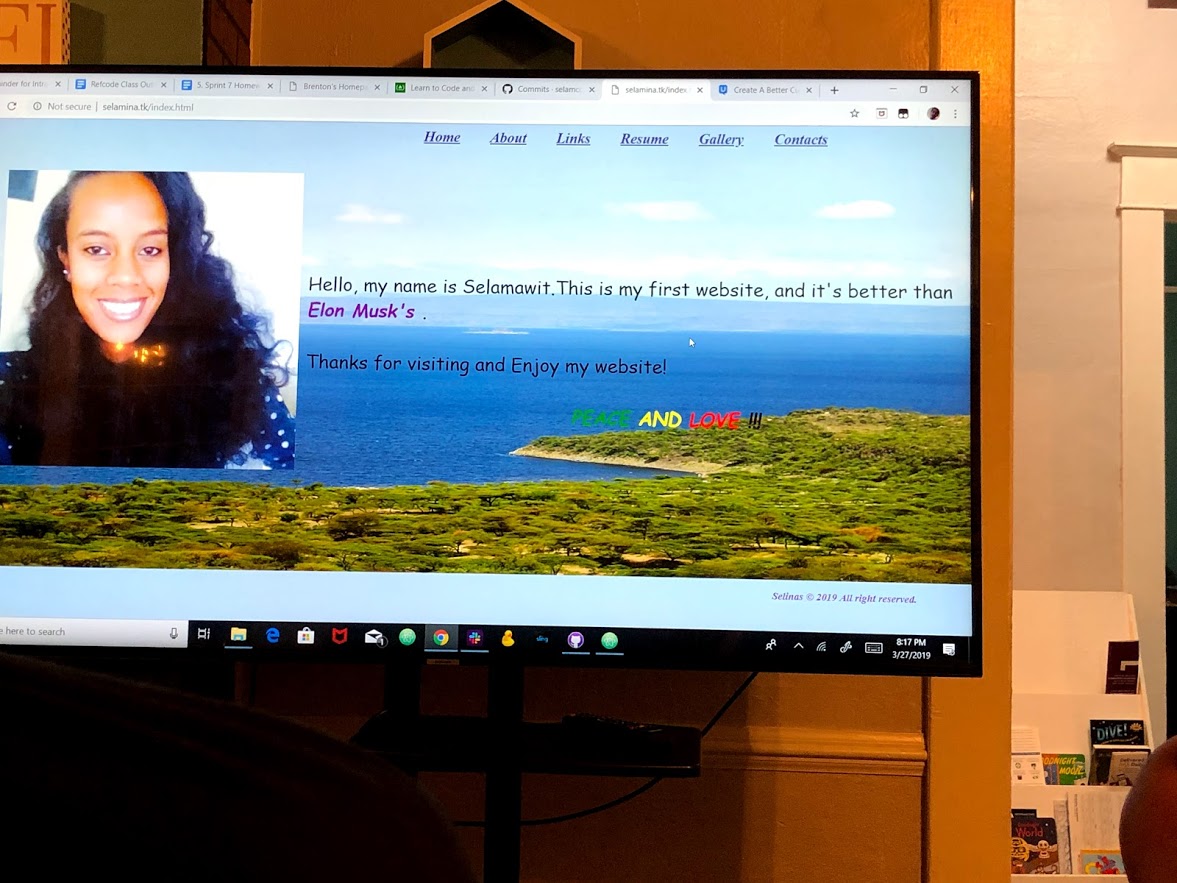 Refcode Class Out
5. Sprint 7 Homew
Brenton's Homepa
Learn to Code and
Commits · selamc
selamina.tk/index.
Create A Better Cu
Not secure | selamina.tk/index.html
Home About Links Resume Gallery Contacts
Hello, my name is Selamawit.This is my first website, and it's better than
Elon Musk's .
Thanks for visiting and Enjoy my website!
PEACE AND LOVE !!!
Selinas © 2019 All right reserved.
e here to search
sling
8:17 PM
3/27/2019
DIVE!
OODNIGHT
MOON
World